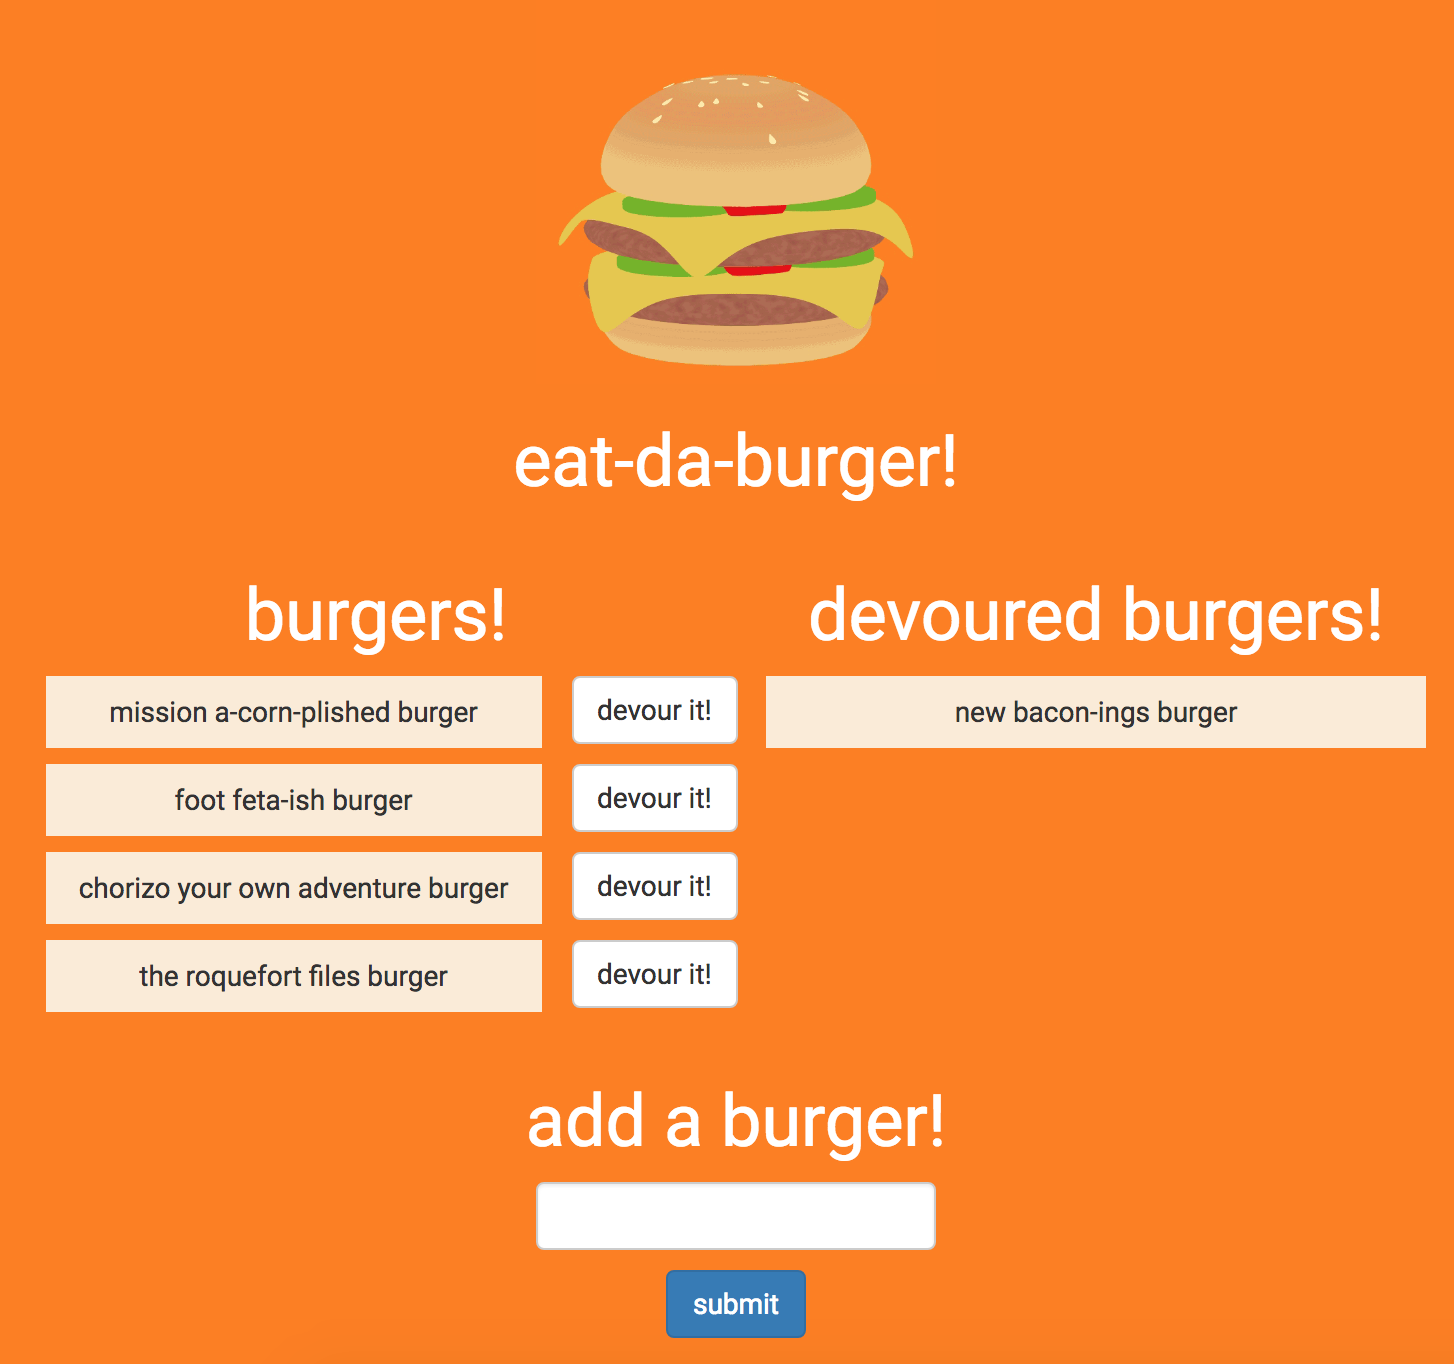 eat-da-burger!
burgers!
mission a-corn-plished burger
devour it!
foot feta-ish burger
devour it!
chorizo your own adventure burger
devour it!
the roquefort files burger
devour it!
devoured burgers!
new bacon-ings burger
add a burger!
submit